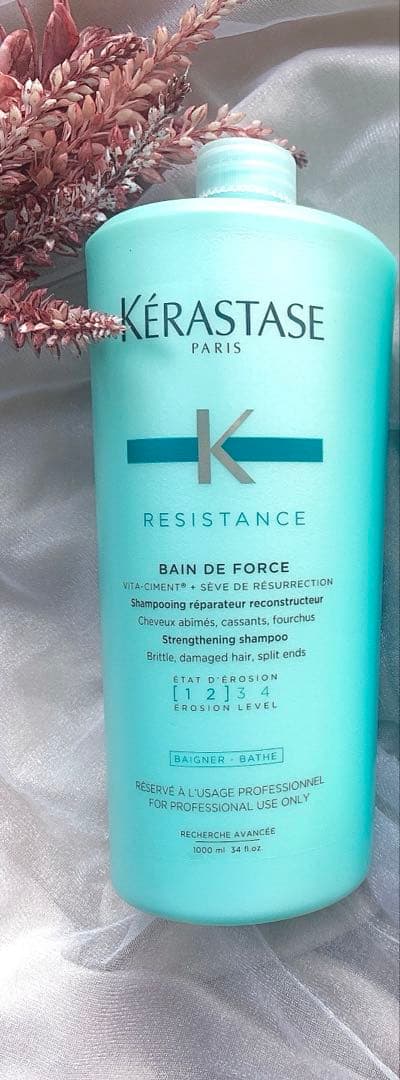 KÉRASTASE
PARIS
K
RESISTANCE
BAIN DE FORCE
VITA-CIMENT® + SÈVE DE RÉSURRECTION
Shampooing réparateur reconstructeur
Cheveux abîmés, cassants, fourchus
Strengthening shampoo
Brittle, damaged hair, split ends
ÉTAT D'ÉROSION
[1 2]3 4
ÉROSION LEVEL
BAIGNER - BATHE
RÉSERVÉ À L'USAGE PROFESSIONNEL
FOR PROFESSIONAL USE ONLY
RECHERCHE AVANCÉE
1000 ml 34 fl.oz.